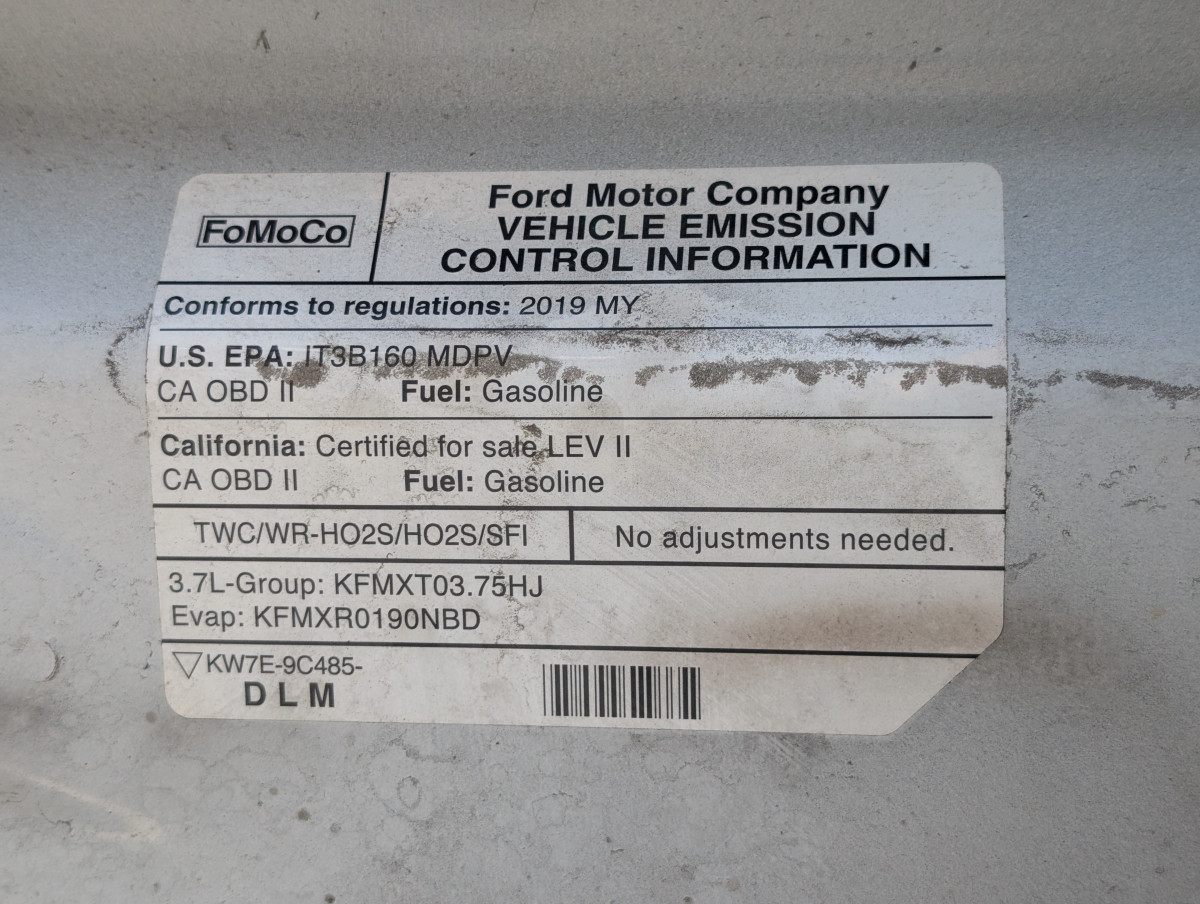 FoMoCo
Ford Motor Company
VEHICLE EMISSION
CONTROL INFORMATION
Conforms to regulations: 2019 MY
U.S. EPA: IT3B160 MDPV
CA OBD II Fuel: Gasoline
California: Certified for sale LEV II
CA OBD II Fuel: Gasoline
TWC/WR-HO2S/HO2S/SFI
No adjustments needed.
3.7L-Group: KFMXT03.75HJ
Evap: KFMXR0190NBD
KW7E-9C485-
DLM